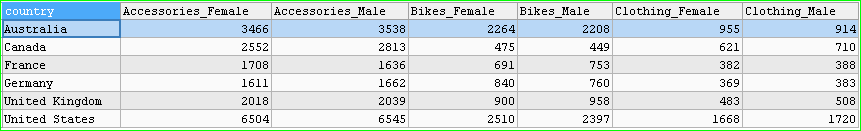 country Accessories_Female Accessories_Male Bikes_Female Bikes_Male Clothing_Female Clothing_Male
Australia 3466 3538 2264 2208 955 914
Canada 2552 2813 475 449 621 710
France 1708 1636 691 753 382 388
Germany 1611 1662 840 760 369 383
United Kingdom 2018 2039 900 958 483 508
United States 6504 6545 2510 2397 1668 1720